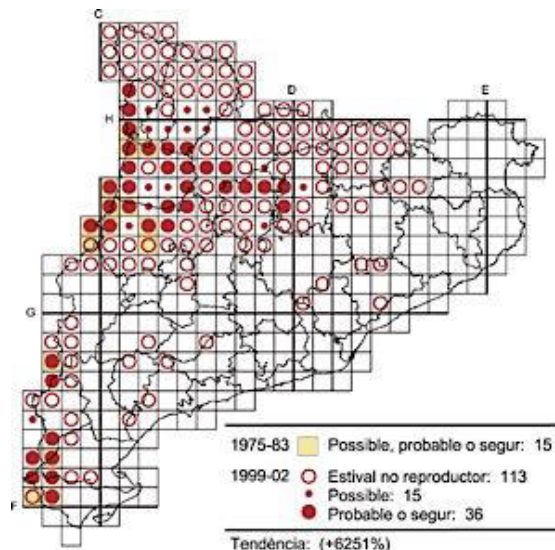 C
D
E
H
G
F
1975-83 Possible, probable o segur: 15
1999-02 Estival no reproductor: 113
Possible: 15
Probable o segur: 36
Tendència: (+6251%)